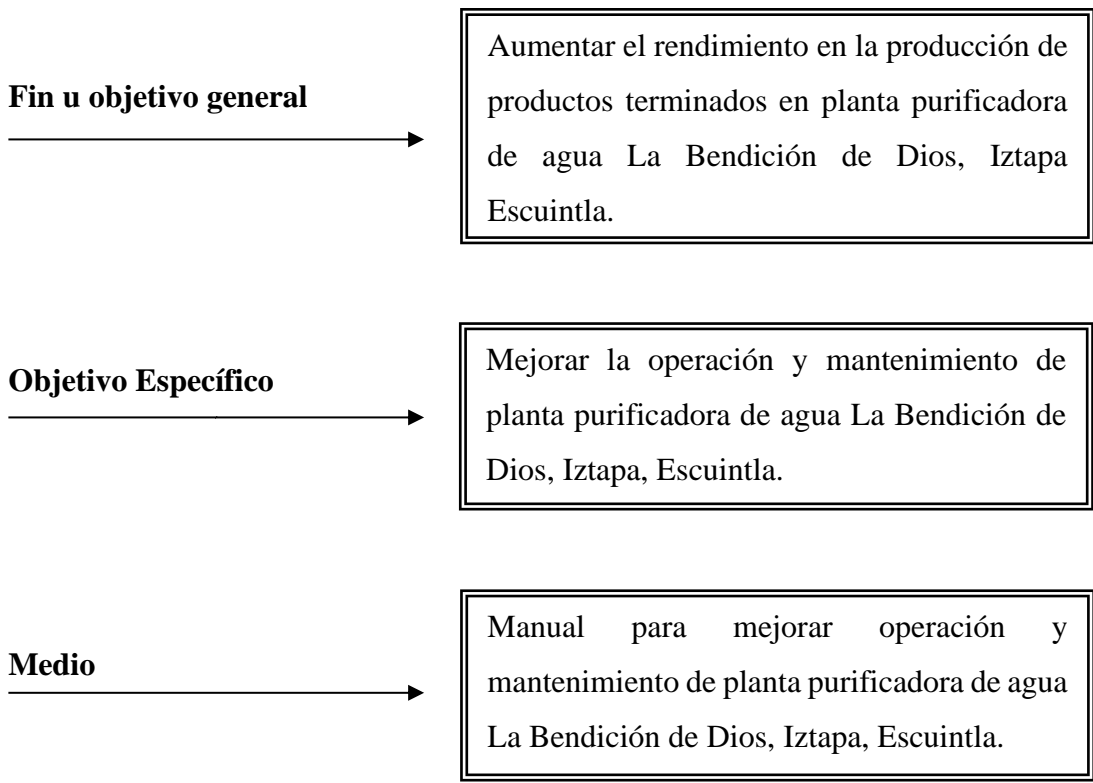 Fin u objetivo general
Aumentar el rendimiento en la producción de
productos terminados en planta purificadora
de agua La Bendición de Dios, Iztapa
Escuintla.
Objetivo Específico
Mejorar la operación y mantenimiento de
planta purificadora de agua La Bendición de
Dios, Iztapa, Escuintla.
Medio
Manual para mejorar operación y
mantenimiento de planta purificadora de agua
La Bendición de Dios, Iztapa, Escuintla.